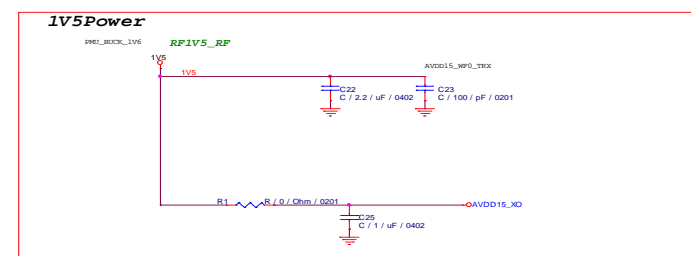 1V5Power
PMU_BUCK_1V6
RF1V5_RF
1V5
1V5
AVDD15_WF0_TRX
C22
C / 2.2 / uF / 0402
C23
C / 100 / pF / 0201
R1
R / 0 / Ohm / 0201
AVDD15_XO
C25
C / 1 / uF / 0402